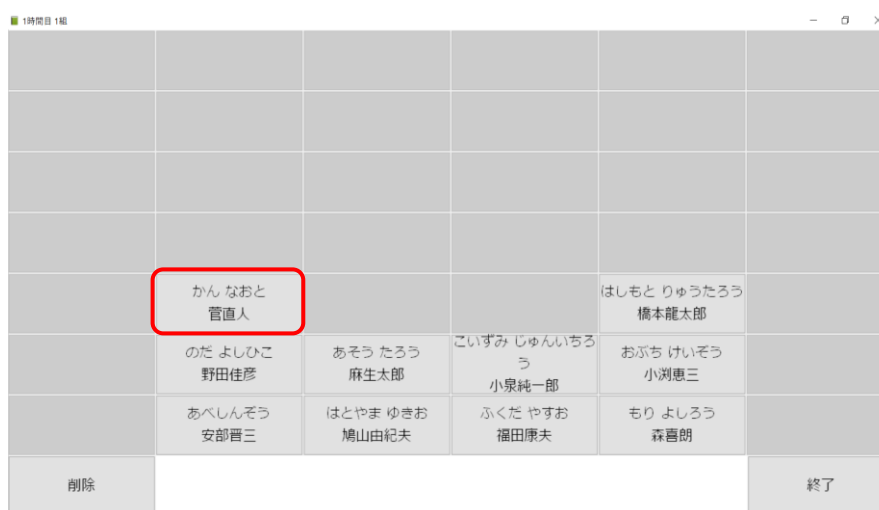 1時間目 1組
かん なおと
菅直人
はしもと りゅうたろう
橋本龍太郎
のだ よしひこ
野田佳彦
あそう たろう
麻生太郎
こいずみ じゅんいちろ
う
小泉純一郎
おぶち けいぞう
小渕恵三
あべしんぞう
安部晋三
はとやま ゆきお
鳩山由紀夫
ふくだ やすお
福田康夫
もり よしろう
森喜朗
削除
終了